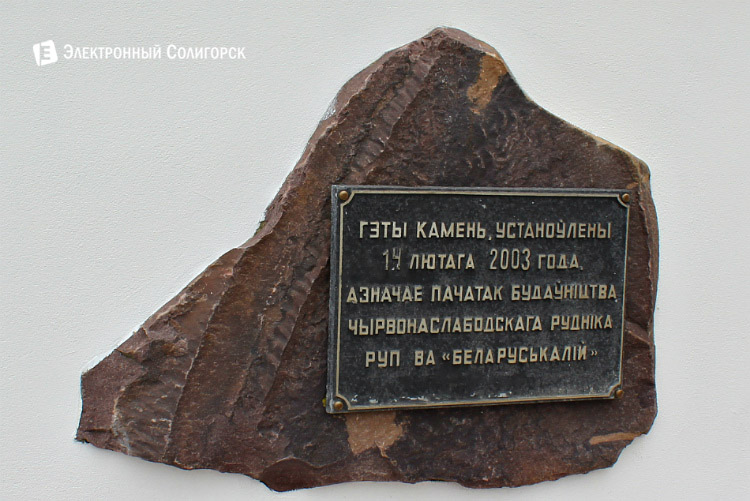 Е Электронный Солигорск
ГЭТЫ КАМЕНЬ, УСТАНОЎЛЕНЫ
14 ЛЮТАГА 2003 ГОДА,
АЗНАЧАЕ ПАЧАТАК БУДАЎНІЦТВА
ЧЫРВОНАСЛАБОДСКАГА РУДНІКА
РУП ВА «БЕЛАРУСЬКАЛІЙ»